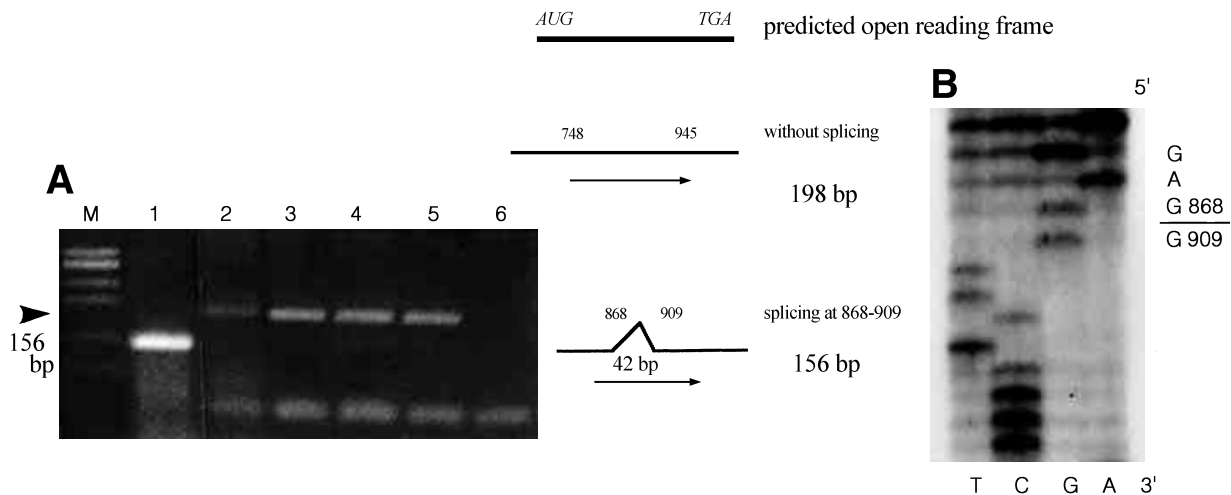 AUG TGA
predicted open reading frame
748 945
without splicing
198 bp
868 909
splicing at 868-909
42 bp
156 bp
A
M 1 2 3 4 5 6
156
bp
B
5'
G
A
G 868
G 909
T C G A 3'